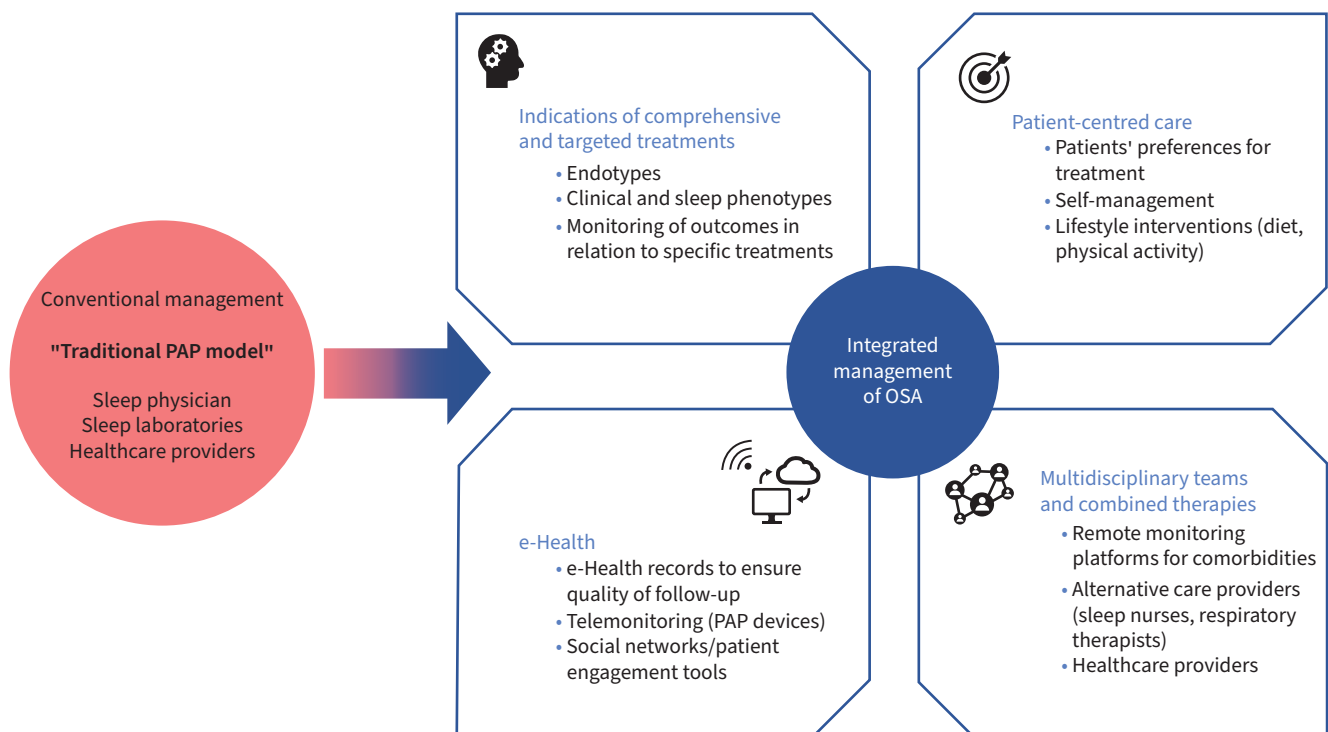 Conventional management
"Traditional PAP model"
Sleep physician
Sleep laboratories
Healthcare providers
Indications of comprehensive
and targeted treatments
• Endotypes
• Clinical and sleep phenotypes
• Monitoring of outcomes in
relation to specific treatments
Patient-centred care
• Patients' preferences for
treatment
• Self-management
• Lifestyle interventions (diet,
physical activity)
Integrated
management
of OSA
e-Health
• e-Health records to ensure
quality of follow-up
• Telemonitoring (PAP devices)
• Social networks/patient
engagement tools
Multidisciplinary teams
and combined therapies
• Remote monitoring
platforms for comorbidities
• Alternative care providers
(sleep nurses, respiratory
therapists)
• Healthcare providers